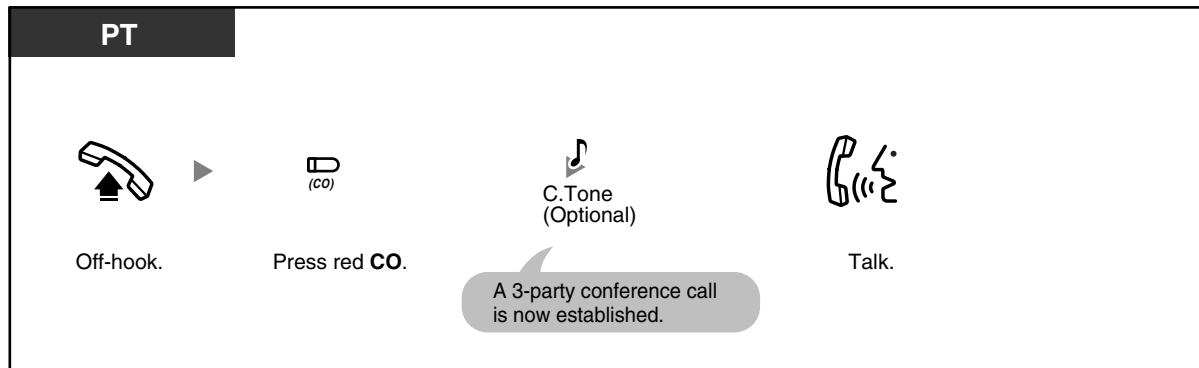 PT
(CO)
C.Tone
(Optional)
Off-hook.
Press red CO.
Talk.
A 3-party conference call
is now established.